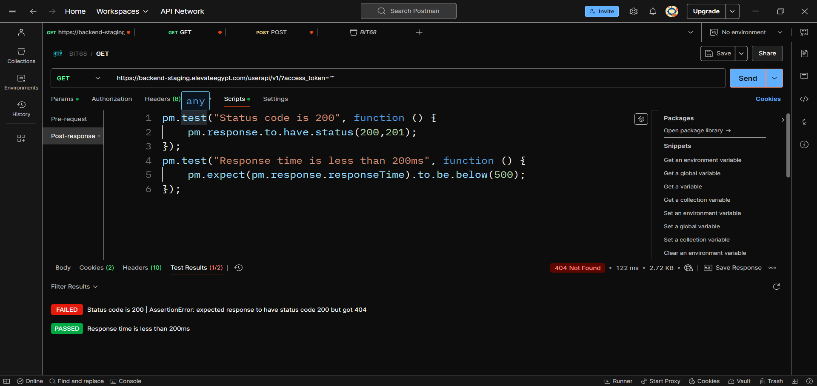 Home Workspaces API Network Search Postman Invite Upgrade
GET https://backend-staging. GET GET POST POST BIT68 No environment
BIT68 / GET Save Share
GET https://backend-staging.elevateegypt.com/userapi/v1/?access_token="" Send
Params Authorization Headers (8) any Scripts Settings Cookies
Collections
Environments
History
Pre-request
Post-response
1 pm.test("Status code is 200", function () {
2 pm.response.to.have.status(200,201);
3 });
4 pm.test("Response time is less than 200ms", function () {
5 pm.expect(pm.response.responseTime).to.be.below(500);
6 });
Packages
Open package library →
Snippets
Get an environment variable
Get a global variable
Get a variable
Get a collection variable
Set an environment variable
Set a global variable
Set a collection variable
Clear an environment variable
Body Cookies (2) Headers (10) Test Results (1/2) 404 Not Found • 122 ms • 2.72 KB • Save Response
Filter Results
FAILED Status code is 200 | AssertionError: expected response to have status code 200 but got 404
PASSED Response time is less than 200ms
Online Find and replace Console Runner Start Proxy Cookies Vault Trash